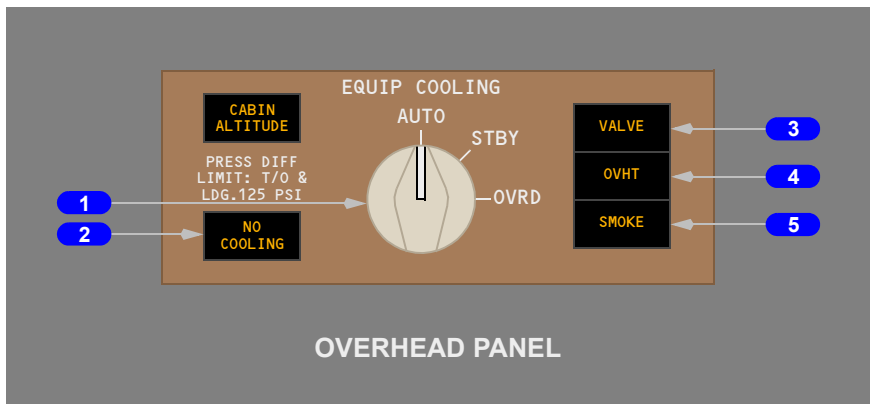 EQUIP COOLING
CABIN
ALTITUDE
AUTO
STBY
OVRD
PRESS DIFF
LIMIT: T/O &
LDG.125 PSI
NO
COOLING
VALVE
OVHT
SMOKE
1
2
3
4
5
OVERHEAD PANEL